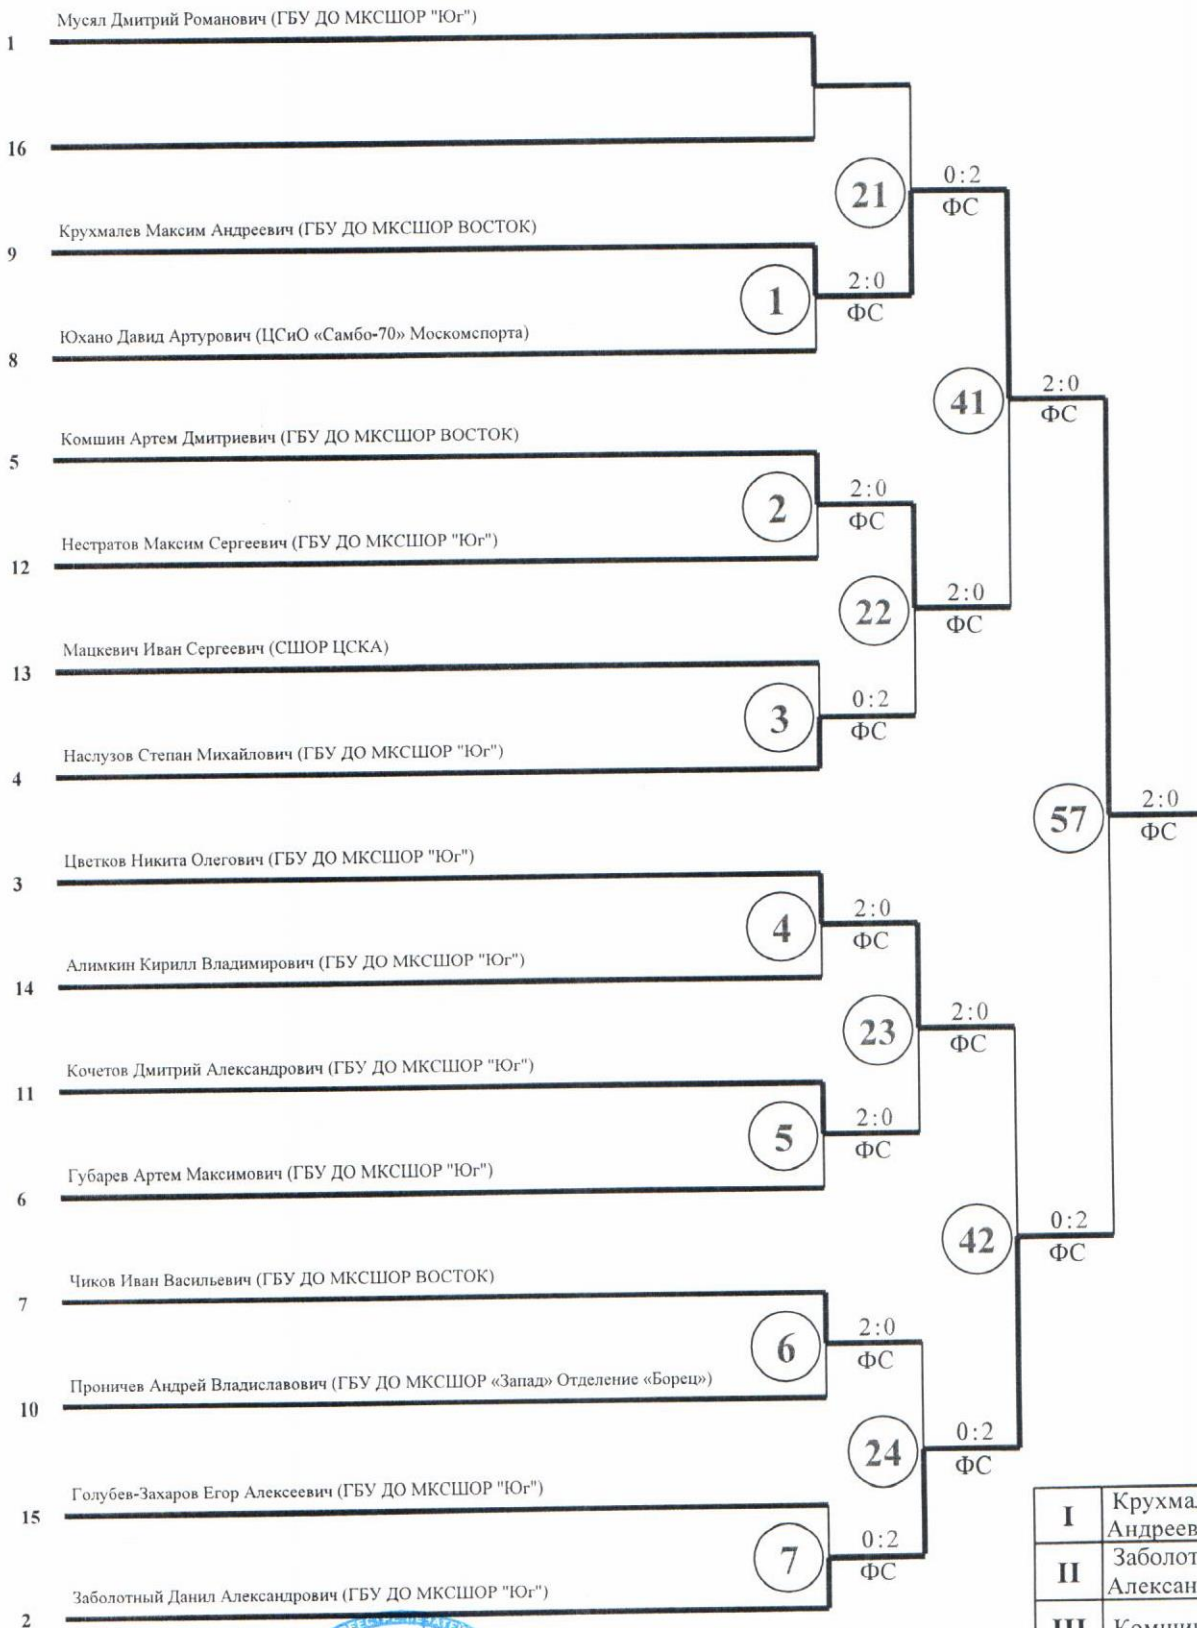 Мусял Дмитрий Романович (ГБУ ДО МКСШОР "Юг")
1
16
21
0:2
ФС
Крухмалев Максим Андреевич (ГБУ ДО МКСШОР ВОСТОК)
9
1
2:0
ФС
Юхано Давид Артурович (ЦСиО «Самбо-70» Москомспорта)
8
41
2:0
ФС
Комшин Артем Дмитриевич (ГБУ ДО МКСШОР ВОСТОК)
5
2
2:0
ФС
Нестратов Максим Сергеевич (ГБУ ДО МКСШОР "Юг")
12
22
2:0
ФС
Мацкевич Иван Сергеевич (СШОР ЦСКА)
13
3
0:2
ФС
Наслузов Степан Михайлович (ГБУ ДО МКСШОР "Юг")
4
57
2:0
ФС
Цветков Никита Олегович (ГБУ ДО МКСШОР "Юг")
3
4
2:0
ФС
Алимкин Кирилл Владимирович (ГБУ ДО МКСШОР "Юг")
14
23
2:0
ФС
Кочетов Дмитрий Александрович (ГБУ ДО МКСШОР "Юг")
11
5
2:0
ФС
Губарев Артем Максимович (ГБУ ДО МКСШОР "Юг")
6
42
0:2
ФС
Чиков Иван Васильевич (ГБУ ДО МКСШОР ВОСТОК)
7
6
2:0
ФС
Проничев Андрей Владиславович (ГБУ ДО МКСШОР «Запад» Отделение «Борец»)
10
24
0:2
ФС
Голубев-Захаров Егор Алексеевич (ГБУ ДО МКСШОР "Юг")
15
7
0:2
ФС
Заболотный Данил Александрович (ГБУ ДО МКСШОР "Юг")
2
I Крухмал
Андреев
II Заболот
Алексан
III Комшин